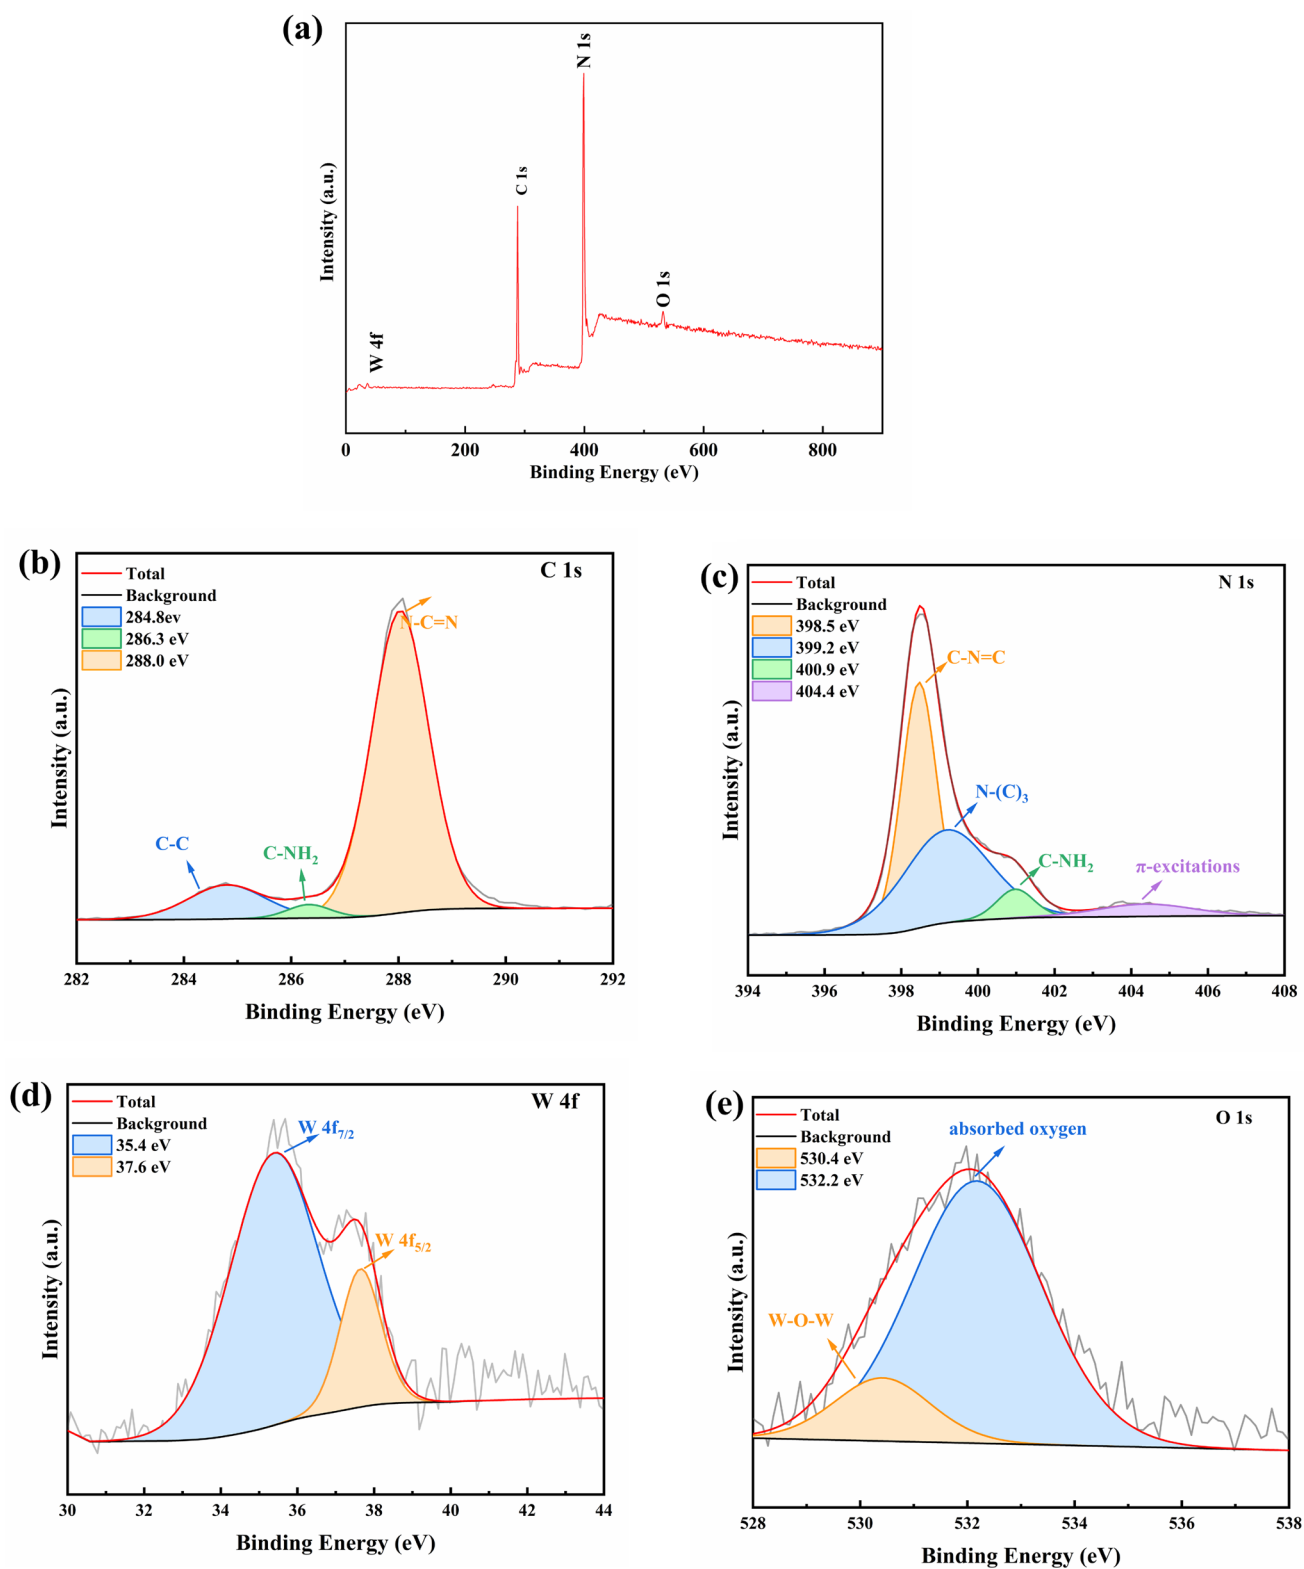 (a)
N 1s
C 1s
O 1s
W 4f
Intensity (a.u.)
0 200 400 600 800
Binding Energy (eV)
(b)
Total
Background
284.8ev
286.3 eV
288.0 eV
C 1s
N-C=N
C-C
C-NH2
Intensity (a.u.)
282 284 286 288 290 292
Binding Energy (eV)
(c)
Total
Background
398.5 eV
399.2 eV
400.9 eV
404.4 eV
N 1s
C-N=C
N-(C)3
C-NH2
π-excitations
Intensity (a.u.)
394 396 398 400 402 404 406 408
Binding Energy (eV)
(d)
Total
Background
35.4 eV
37.6 eV
W 4f
W 4f7/2
W 4f5/2
Intensity (a.u.)
30 32 34 36 38 40 42 44
Binding Energy (eV)
(e)
Total
Background
530.4 eV
532.2 eV
O 1s
absorbed oxygen
W-O-W
Intensity (a.u.)
528 530 532 534 536 538
Binding Energy (eV)